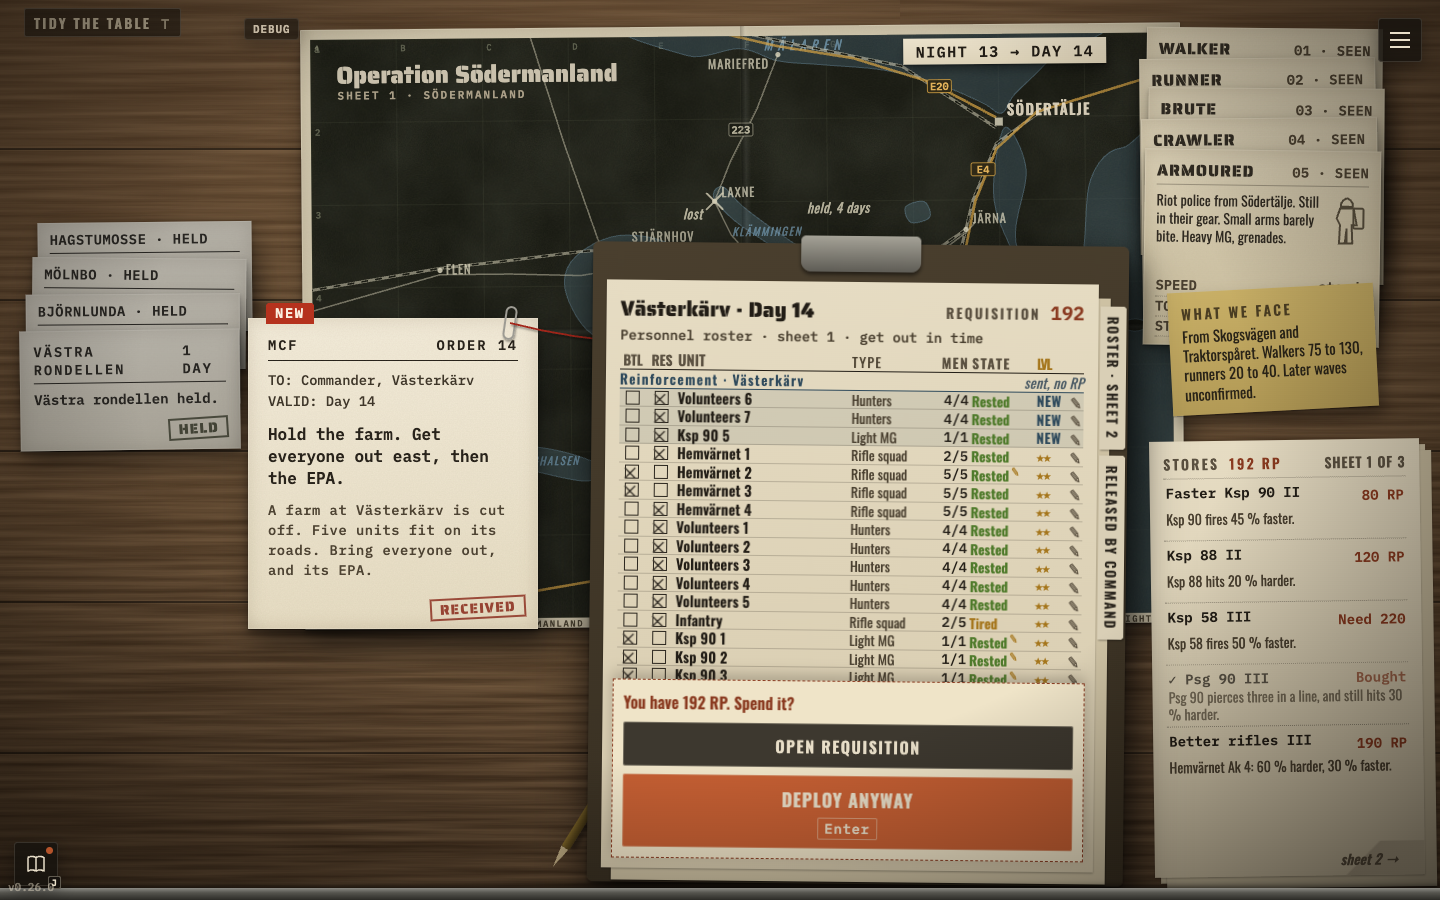 TIDY THE TABLE T
DEBUG
Operation Södermanland
SHEET 1 · SÖDERMANLAND
B
C
D
E
2
3
4
MÄLAREN
MARIEFRED
NIGHT 13 → DAY 14
E20
SÖDERTÄLJE
223
E4
LAXNE
lost
held, 4 days
KLÄMMINGEN
JÄRNA
STJÄRNHOV
FLEN
WALKER 01 · SEEN
RUNNER 02 · SEEN
BRUTE 03 · SEEN
CRAWLER 04 · SEEN
ARMOURED 05 · SEEN
Riot police from Södertälje. Still
in their gear. Small arms barely
bite. Heavy MG, grenades.
SPEED
WHAT WE FACE
From Skogsvägen and
Traktorspåret. Walkers 75 to 130,
runners 20 to 40. Later waves
unconfirmed.
HAGSTUMOSSE · HELD
MÖLNBO · HELD
BJÖRNLUNDA · HELD
VÄSTRA RONDELLEN 1 DAY
Västra rondellen held.
HELD
NEW
MCF ORDER 14
TO: Commander, Västerkärv
VALID: Day 14
Hold the farm. Get
everyone out east, then
the EPA.
A farm at Västerkärv is cut
off. Five units fit on its
roads. Bring everyone out,
and its EPA.
RECEIVED
HALSEN
MANLAND
Västerkärv · Day 14 REQUISITION 192
Personnel roster · sheet 1 · get out in time
BTL RES UNIT TYPE MEN STATE LVL
Reinforcement · Västerkärv sent, no RP
Volunteers 6 Hunters 4/4 Rested NEW
Volunteers 7 Hunters 4/4 Rested NEW
Ksp 90 5 Light MG 1/1 Rested NEW
Hemvärnet 1 Rifle squad 2/5 Rested ★★
Hemvärnet 2 Rifle squad 5/5 Rested ★★
Hemvärnet 3 Rifle squad 5/5 Rested ★★
Hemvärnet 4 Rifle squad 5/5 Rested ★★
Volunteers 1 Hunters 4/4 Rested ★★
Volunteers 2 Hunters 4/4 Rested ★★
Volunteers 3 Hunters 4/4 Rested ★★
Volunteers 4 Hunters 4/4 Rested ★★
Volunteers 5 Hunters 4/4 Rested ★★
Infantry Rifle squad 2/5 Tired ★★
Ksp 90 1 Light MG 1/1 Rested ★★
Ksp 90 2 Light MG 1/1 Rested ★★
Ksp 90 3 Light MG 1/1 Rested ★★
ROSTER · SHEET 2
RELEASED BY COMMAND
You have 192 RP. Spend it?
OPEN REQUISITION
DEPLOY ANYWAY
Enter
STORES 192 RP SHEET 1 OF 3
Faster Ksp 90 II 80 RP
Ksp 90 fires 45 % faster.
Ksp 88 II 120 RP
Ksp 88 hits 20 % harder.
Ksp 58 III Need 220
Ksp 58 fires 50 % faster.
✓ Psg 90 III Bought
Psg 90 pierces three in a line, and still hits 30
% harder.
Better rifles III 190 RP
Hemvärnet Ak 4: 60 % harder, 30 % faster.
sheet 2 →
J
v0.26.0